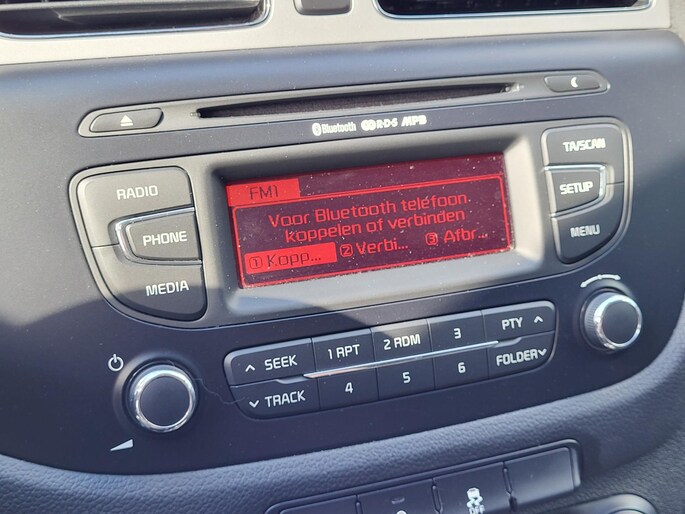 Bluetooth R·D·S MP3
RADIO
PHONE
MEDIA
FM1
Voor Bluetooth telefoon
koppelen of verbinden
1 Kopp... 2 Verbi... 3 Afbr...
TA/SCAN
SETUP
MENU
SEEK 1 RPT 2 RDM 3 PTY
TRACK 4 5 6 FOLDER
OFF